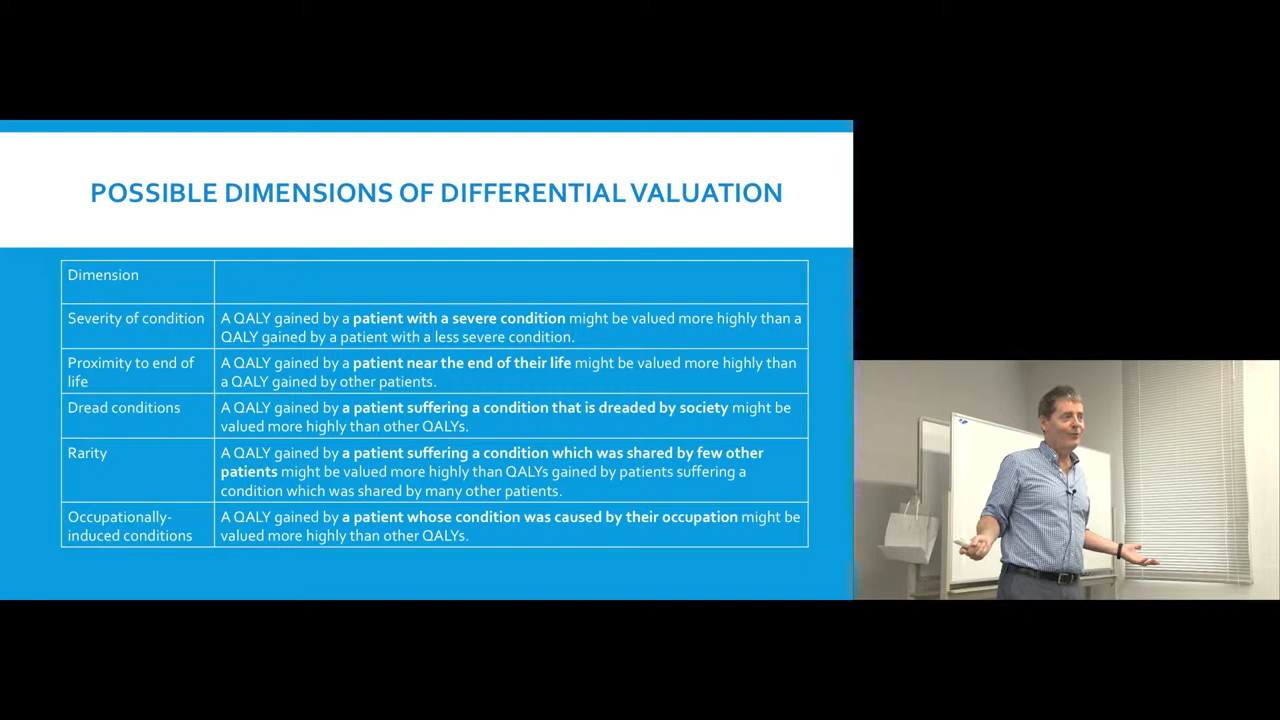 POSSIBLE DIMENSIONS OF DIFFERENTIAL VALUATION
Dimension
Severity of condition
A QALY gained by a patient with a severe condition might be valued more highly than a
QALY gained by a patient with a less severe condition.
Proximity to end of
life
A QALY gained by a patient near the end of their life might be valued more highly than
a QALY gained by other patients.
Dread conditions
A QALY gained by a patient suffering a condition that is dreaded by society might be
valued more highly than other QALYs.
Rarity
A QALY gained by a patient suffering a condition which was shared by few other
patients might be valued more highly than QALYs gained by patients suffering a
condition which was shared by many other patients.
Occupationally-
induced conditions
A QALY gained by a patient whose condition was caused by their occupation might be
valued more highly than other QALYs.